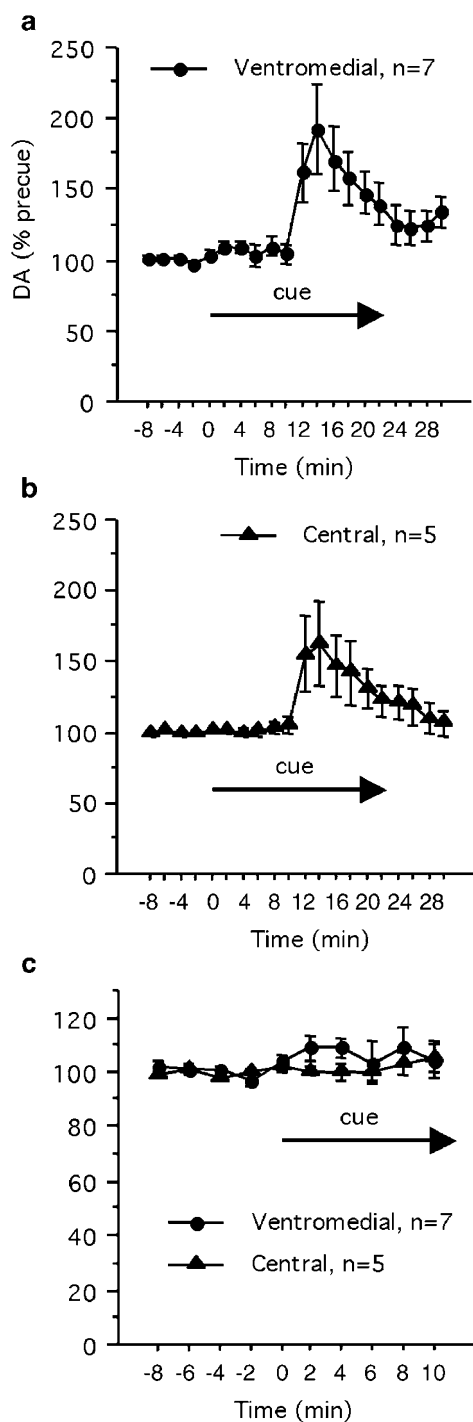 a
250
Ventromedial, n=7
200
150
100
50
0
DA (% precue)
cue
-8 -4 0 4 8 12 16 20 24 28
Time (min)
b
250
Central, n=5
200
150
100
50
0
cue
-8 -4 0 4 8 12 16 20 24 28
Time (min)
c
120
100
80
60
40
20
0
cue
Ventromedial, n=7
Central, n=5
-8 -6 -4 -2 0 2 4 6 8 10
Time (min)